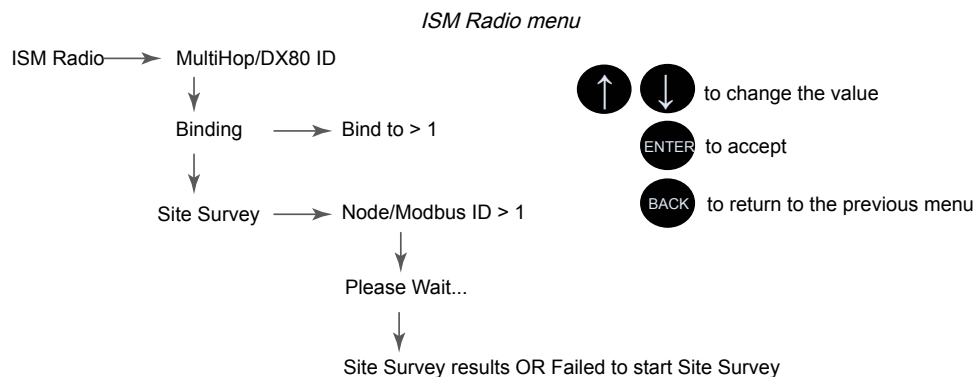 ISM Radio menu
ISM Radio
MultiHop/DX80 ID
Binding
Bind to > 1
Site Survey
Node/Modbus ID > 1
Please Wait...
Site Survey results OR Failed to start Site Survey
↑ ↓ to change the value
ENTER to accept
BACK to return to the previous menu